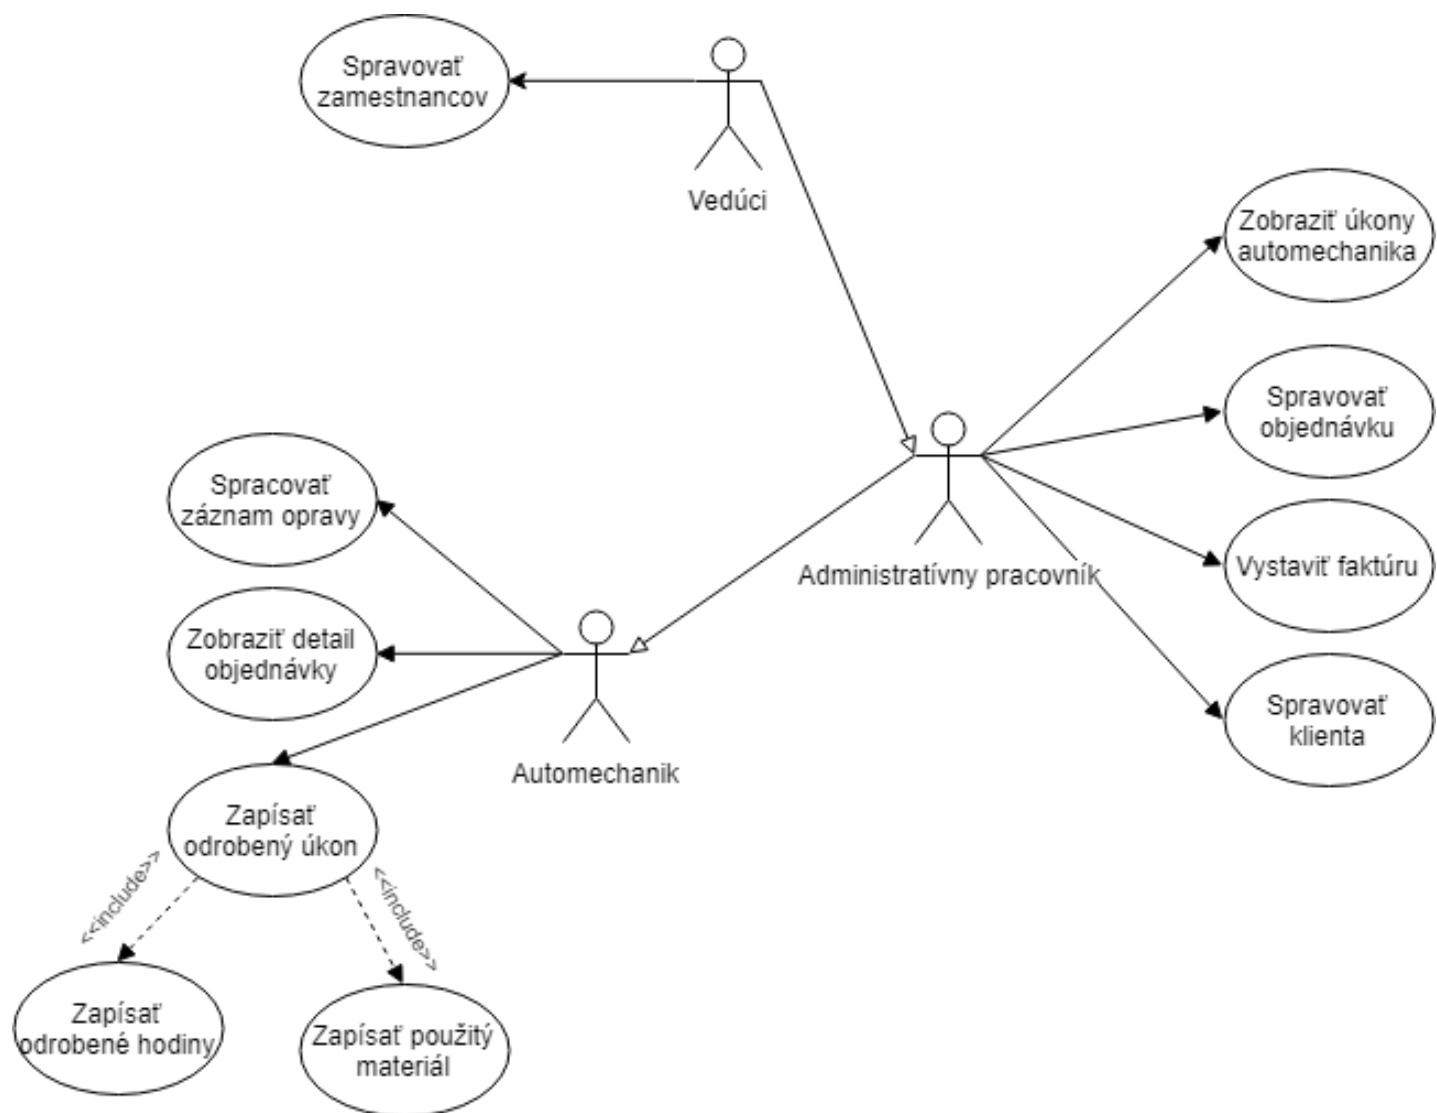 Spravovať
zamestnancov
Vedúci
Zobraziť úkony
automechanika
Spravovať
objednávku
Spracovať
záznam opravy
Administratívny pracovník
Vystaviť faktúru
Zobraziť detail
objednávky
Spravovať
klienta
Automechanik
Zapísať
odrobený úkon
<<include>>
<<include>>
Zapísať
odrobené hodiny
Zapísať použitý
materiál